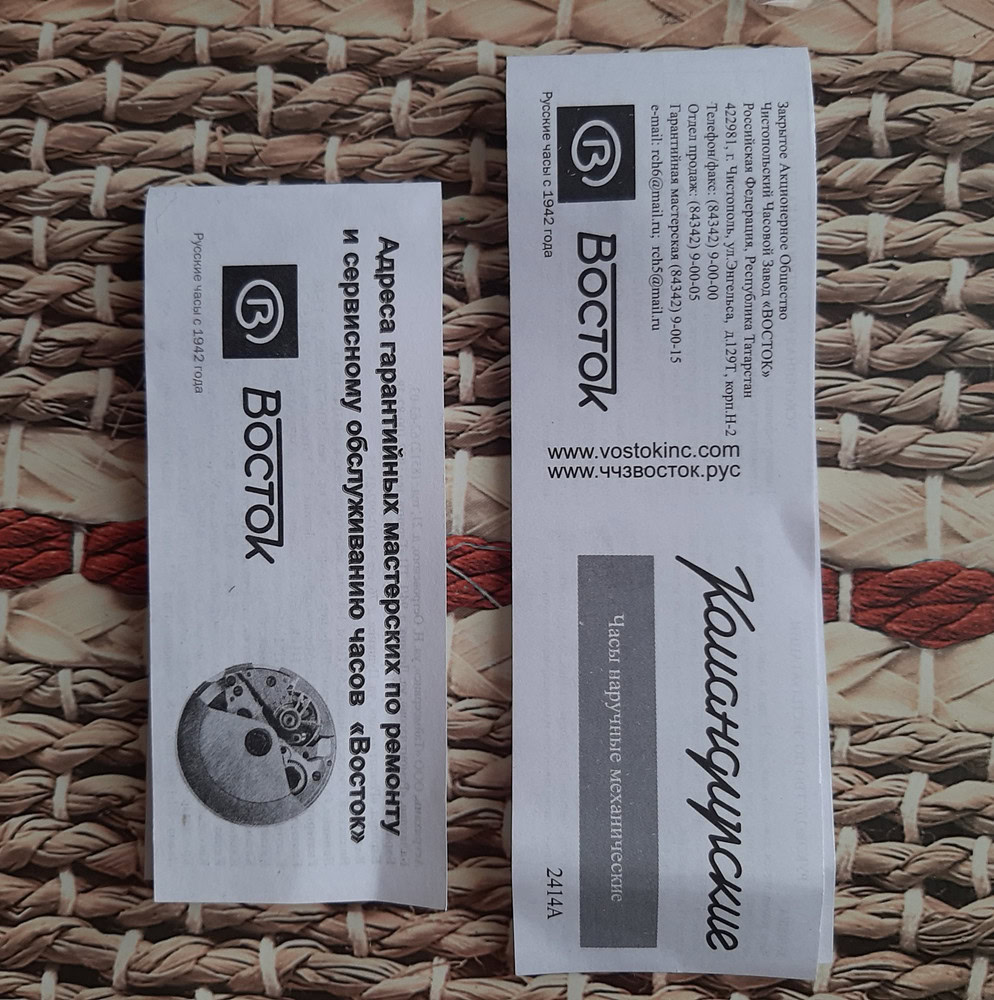 Адреса гарантийных мастерских по ремонту
и сервисному обслуживанию часов «Восток»
В
Восток
Русские часы с 1942 года
Закрытое Акционерное Общество
Чистопольский Часовой Завод «ВОСТОК»
Российская Федерация, Республика Татарстан
422981, г. Чистополь, ул.Энгельса, д.129Т, корп.Н-2
Телефон/факс: (84342) 9-00-00
Отдел продаж: (84342) 9-00-05
Гарантийная мастерская (84342) 9-00-15
e-mail: rch6@mail.ru; rch5@mail.ru
В
Восток
Русские часы с 1942 года
www.vostokinc.com
www.ччзвосток.рус
Командирские
Часы наручные механические
2414А